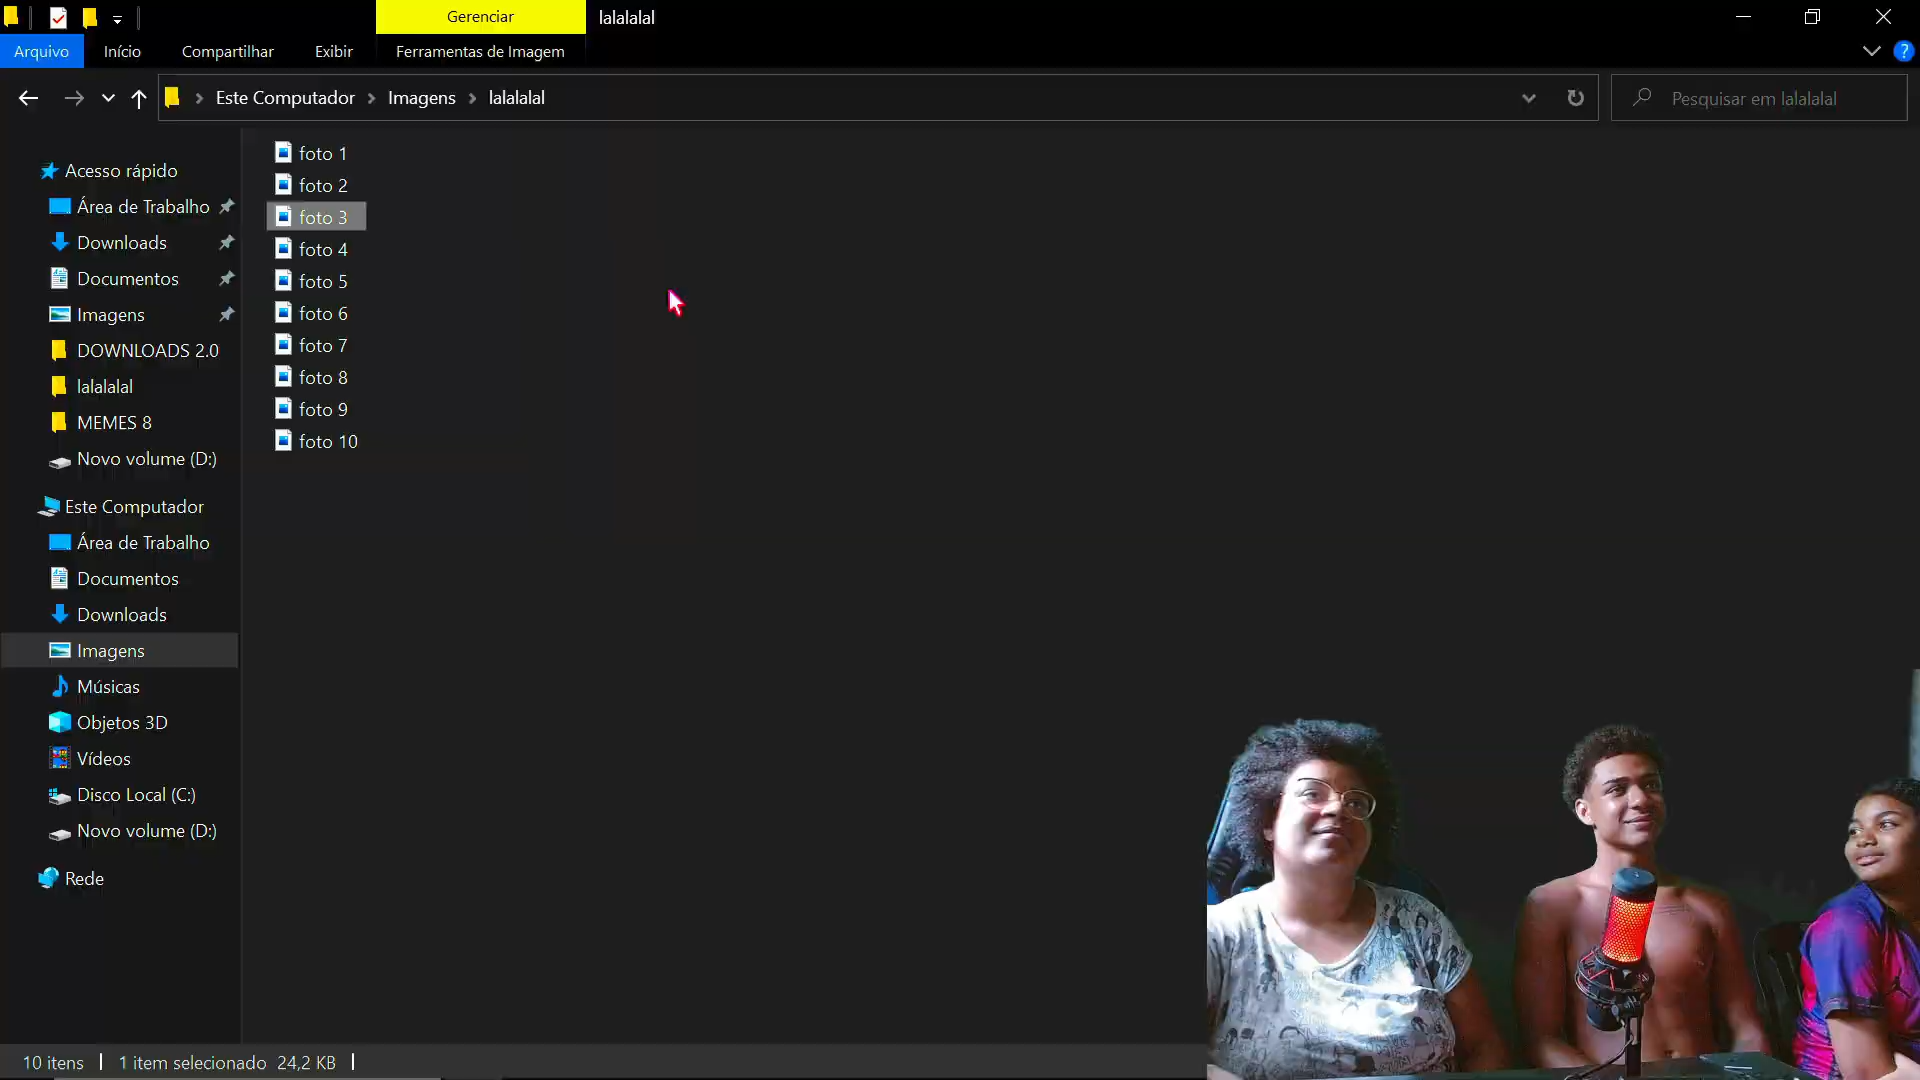 Gerenciar
lalalalal
Arquivo
Início
Compartilhar
Exibir
Ferramentas de Imagem
?
Este Computador
Imagens
lalalalal
Pesquisar em lalalalal
Acesso rápido
Área de Trabalho
Downloads
Documentos
Imagens
DOWNLOADS 2.0
lalalalal
MEMES 8
Novo volume (D:)
Este Computador
Área de Trabalho
Documentos
Downloads
Imagens
Músicas
Objetos 3D
Vídeos
Disco Local (C:)
Novo volume (D:)
Rede
foto 1
foto 2
foto 3
foto 4
foto 5
foto 6
foto 7
foto 8
foto 9
foto 10
10 itens
1 item selecionado 24,2 KB